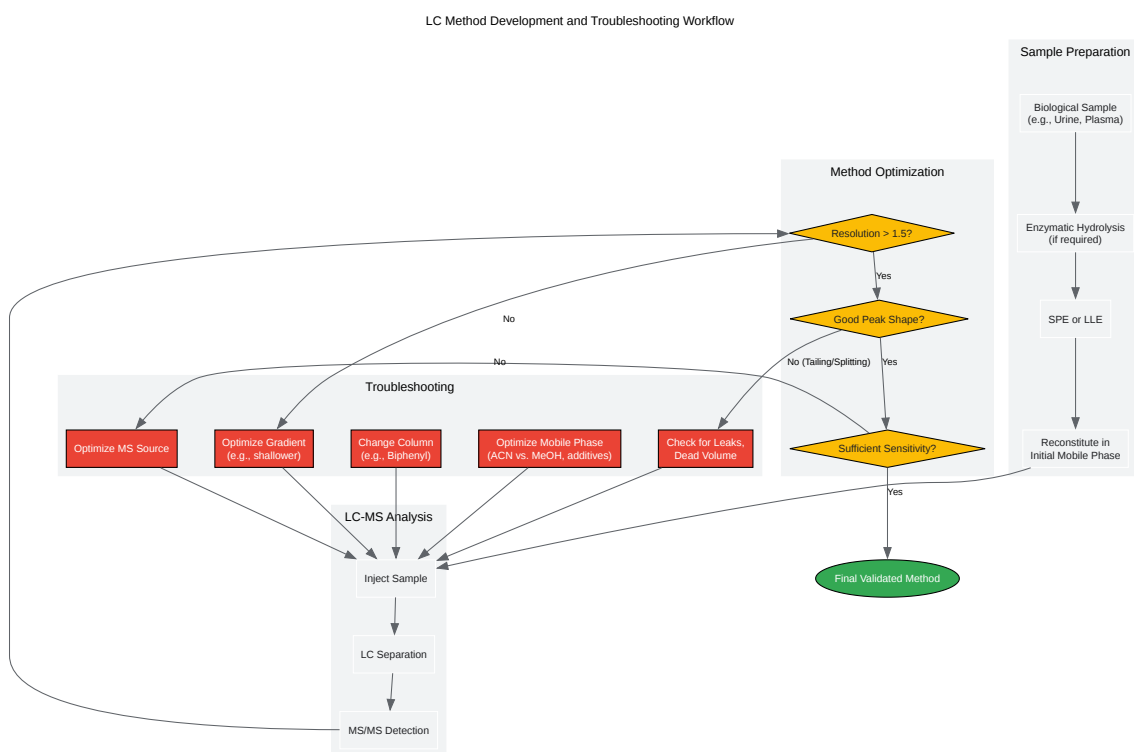 LC Method Development and Troubleshooting Workflow
Sample Preparation
Biological Sample
(e.g., Urine, Plasma)
Enzymatic Hydrolysis
(if required)
SPE or LLE
Reconstitute in
Initial Mobile Phase
Method Optimization
Resolution > 1.5?
Yes
No
Good Peak Shape?
No (Tailing/Splitting)
Yes
No
Sufficient Sensitivity?
Yes
Final Validated Method
Troubleshooting
Optimize MS Source
Optimize Gradient
(e.g., shallower)
Change Column
(e.g., Biphenyl)
Optimize Mobile Phase
(ACN vs. MeOH, additives)
Check for Leaks,
Dead Volume
LC-MS Analysis
Inject Sample
LC Separation
MS/MS Detection